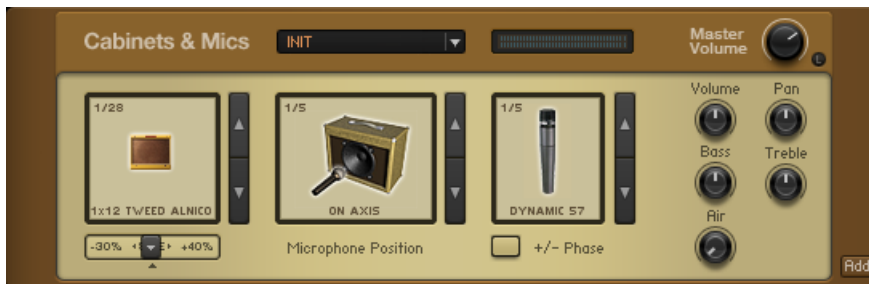 Cabinets & Mics
INIT
Master
Volume
L
1/28
1x12 TWEED ALNICO
1/5
ON AXIS
1/5
DYNAMIC 57
Volume
Pan
Bass
Treble
Air
-30%
+40%
Microphone Position
+/- Phase
Add